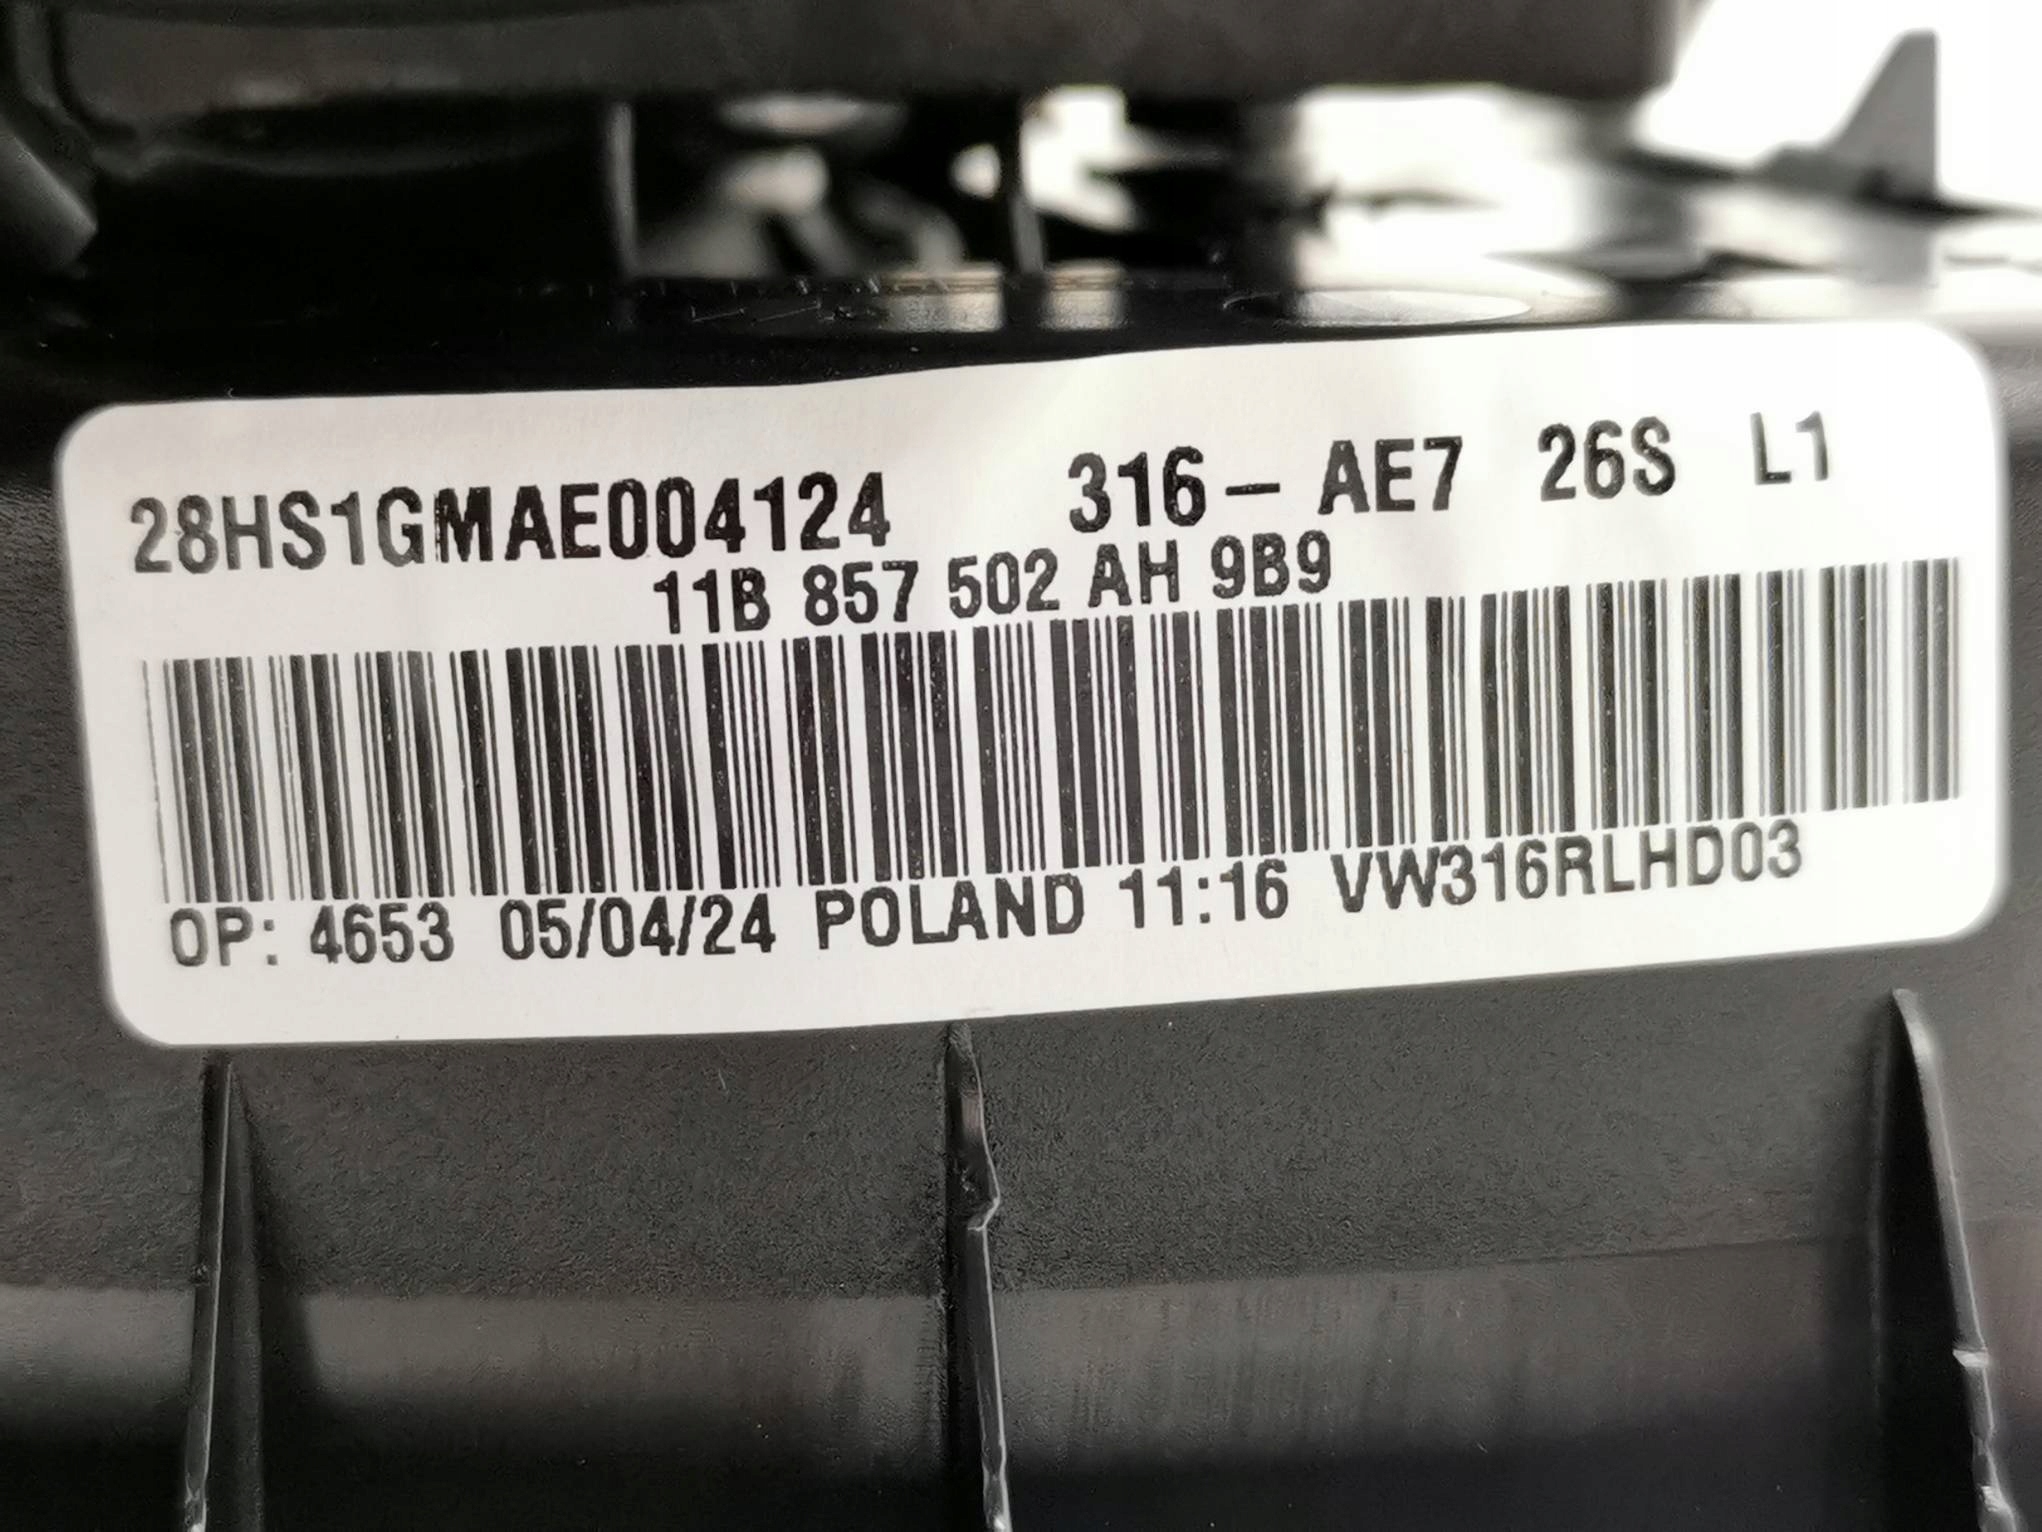 28HS1GMAE004124 316- AE7 26S L1
11B 857 502 AH 9B9
OP: 4653 05/04/24 POLAND 11:16 VW316RLHD03